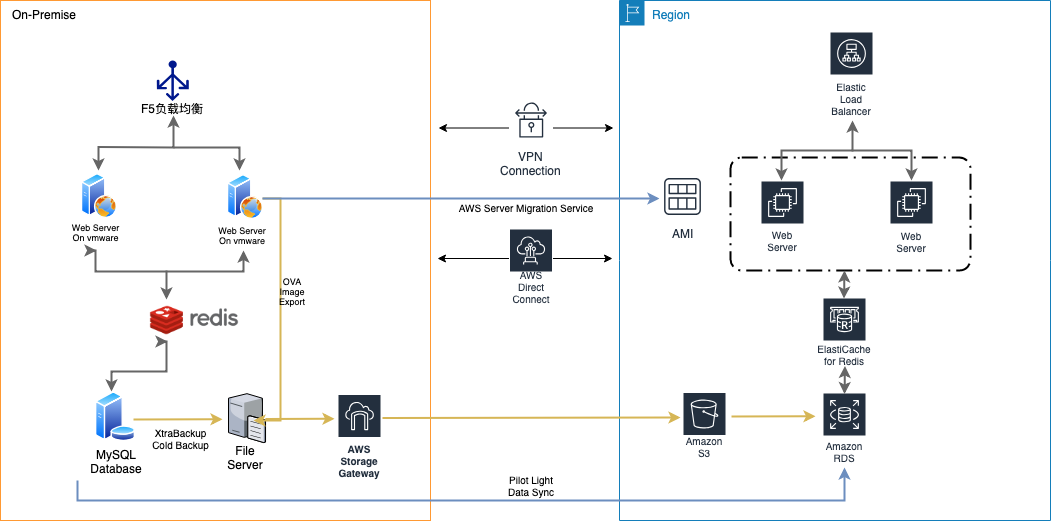 On-Premise
Region
F5负载均衡
Elastic
Load
Balancer
VPN
Connection
Web Server
On vmware
Web Server
On vmware
AWS Server Migration Service
AMI
Web
Server
Web
Server
OVA
Image
Export
AWS
Direct
Connect
redis
R
ElastiCache
for Redis
XtraBackup
Cold Backup
MySQL
Database
File
Server
AWS
Storage
Gateway
Amazon
S3
Amazon
RDS
Pilot Light
Data Sync